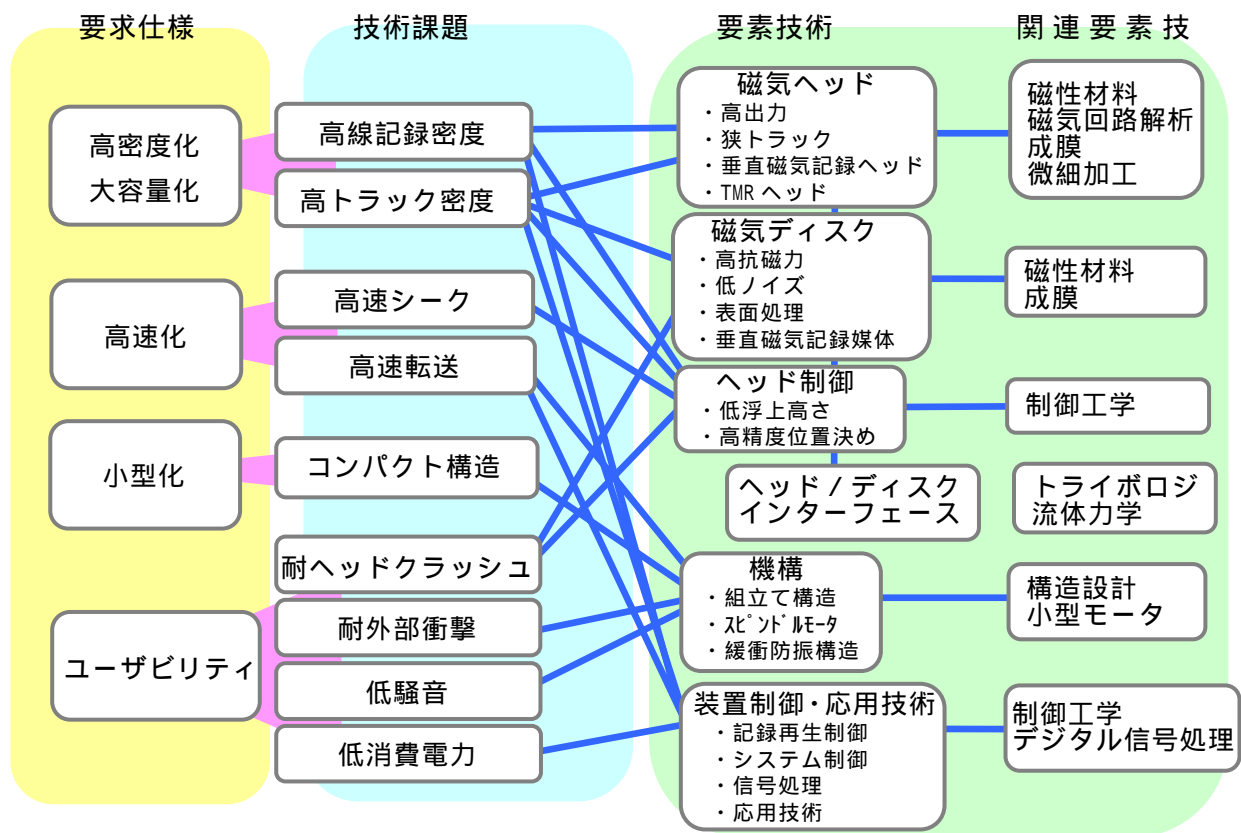 要求仕様
技術課題
要素技術
関連要素技
高密度化
大容量化
高速化
小型化
ユーザビリティ
高線記録密度
高トラック密度
高速シーク
高速転送
コンパクト構造
耐ヘッドクラッシュ
耐外部衝撃
低騒音
低消費電力
磁気ヘッド
・高出力
・狭トラック
・垂直磁気記録ヘッド
・TMRヘッド
磁気ディスク
・高抗磁力
・低ノイズ
・表面処理
・垂直磁気記録媒体
ヘッド制御
・低浮上高さ
・高精度位置決め
ヘッド/ディスク
インターフェース
機構
・組立て構造
・ｽﾋﾟﾝﾄﾞﾙﾓｰﾀ
・緩衝防振構造
装置制御・応用技術
・記録再生制御
・システム制御
・信号処理
・応用技術
磁性材料
磁気回路解析
成膜
微細加工
磁性材料
成膜
制御工学
トライボロジ
流体力学
構造設計
小型モータ
制御工学
デジタル信号処理